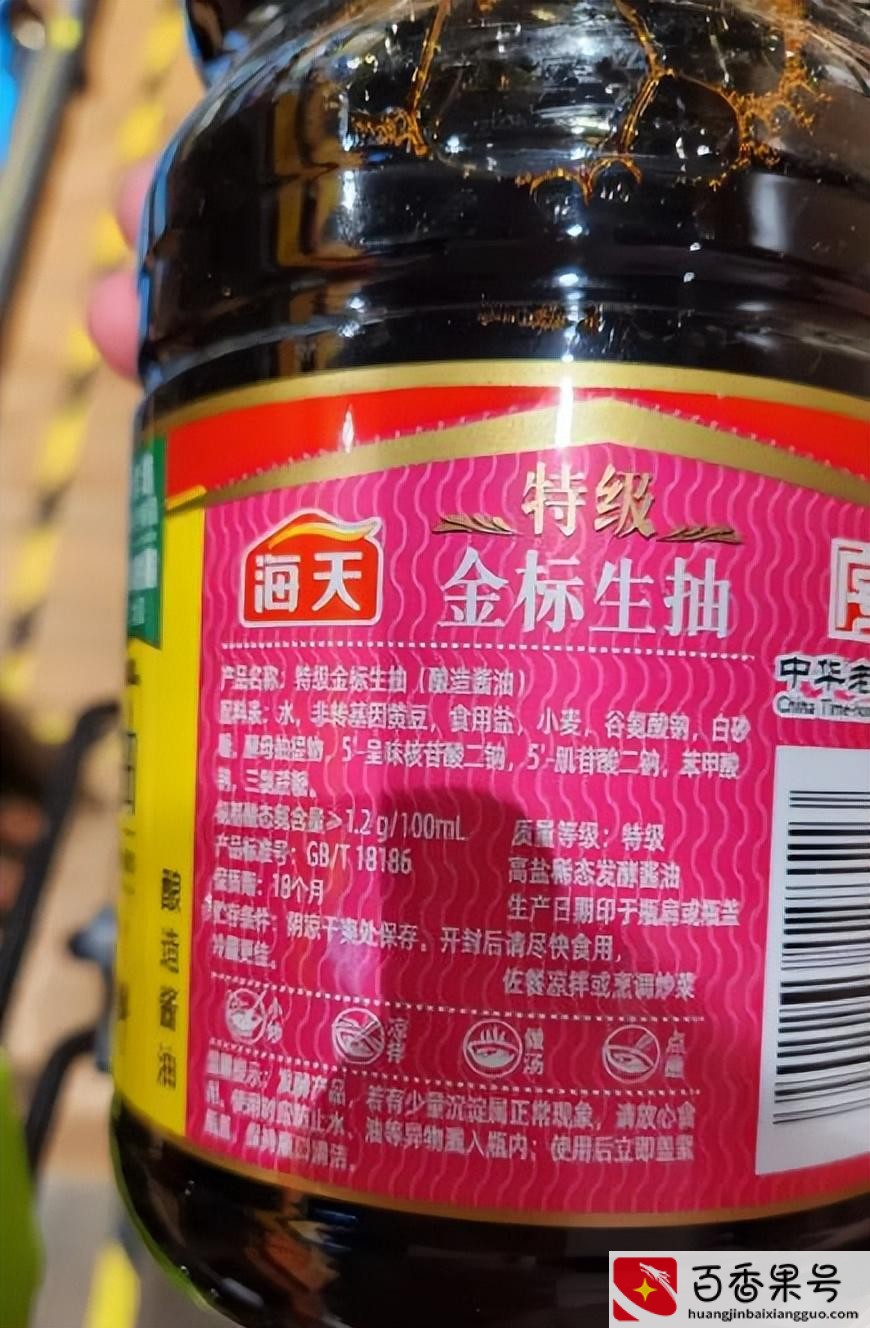 特级
海天
金标生抽
中华老
China Time-hon
产品名称：特级金标生抽（酿造酱油）
配料表：水，非转基因黄豆，食用盐，小麦，谷氨酸钠，白砂
糖，酵母抽提物，5'-呈味核苷酸二钠，5'-肌苷酸二钠，苯甲酸
钠，三氯蔗糖。
氨基酸态氮含量≥1.2 g/100mL
质量等级：特级
产品标准号：GB/T 18186
高盐稀态发酵酱油
保质期：18个月
生产日期印于瓶肩或瓶盖
贮存条件：阴凉干爽处保存。开封后请尽快食用，
冷藏更佳。
佐餐凉拌或烹调炒菜
小炒
凉拌
做汤
点蘸
温馨提示：发酵产品，若有少量沉淀属正常现象，请放心食
用，使用时应防止水、油等异物混入瓶内；使用后立即盖紧
瓶盖，保持瓶口清洁。
酿造酱油
百香果号
huangjinbaixiangguo.com